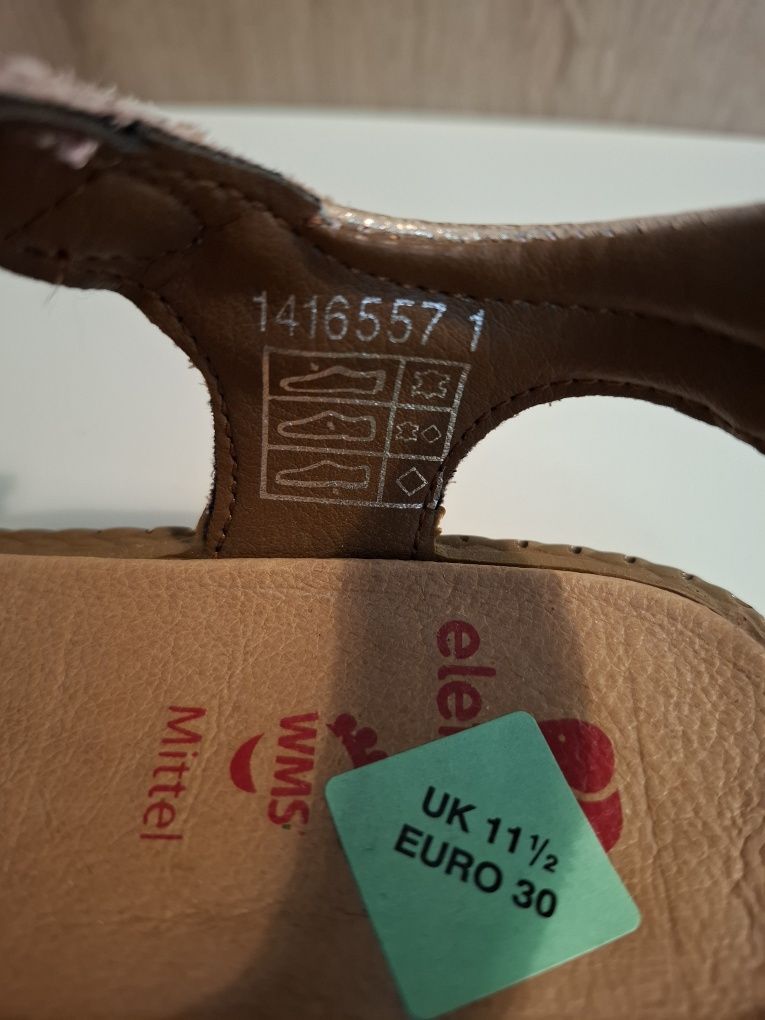 1416557 1
ele
WMS
Mittel
UK 11½
EURO 30